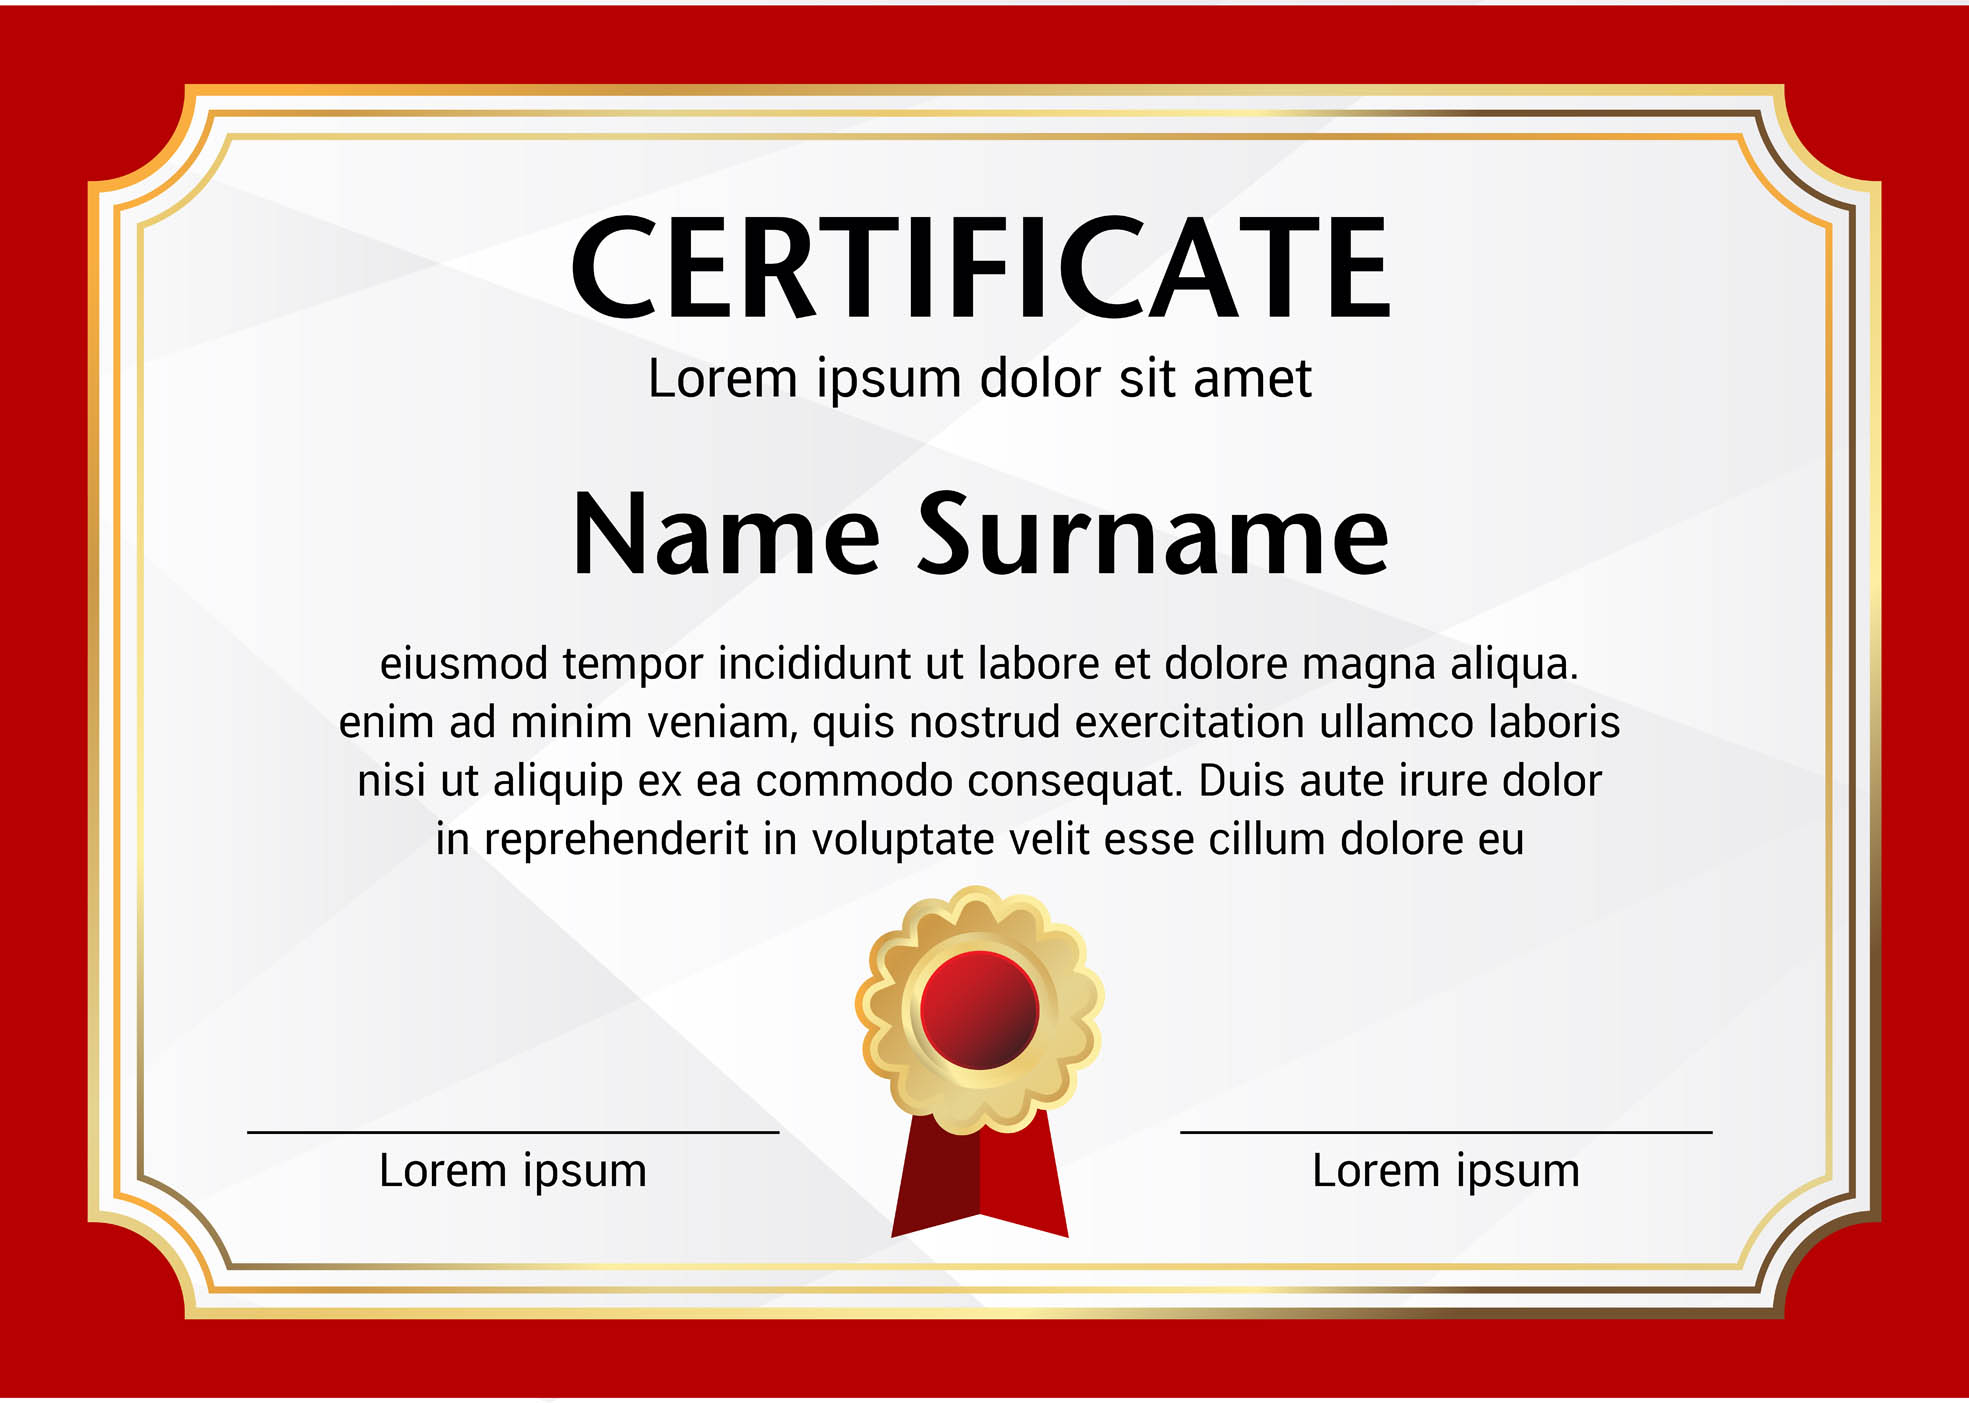 CERTIFICATE
Lorem ipsum dolor sit amet
Name Surname
eiusmod tempor incididunt ut labore et dolore magna aliqua.
enim ad minim veniam, quis nostrud exercitation ullamco laboris
nisi ut aliquip ex ea commodo consequat. Duis aute irure dolor
in reprehenderit in voluptate velit esse cillum dolore eu
Lorem ipsum
Lorem ipsum